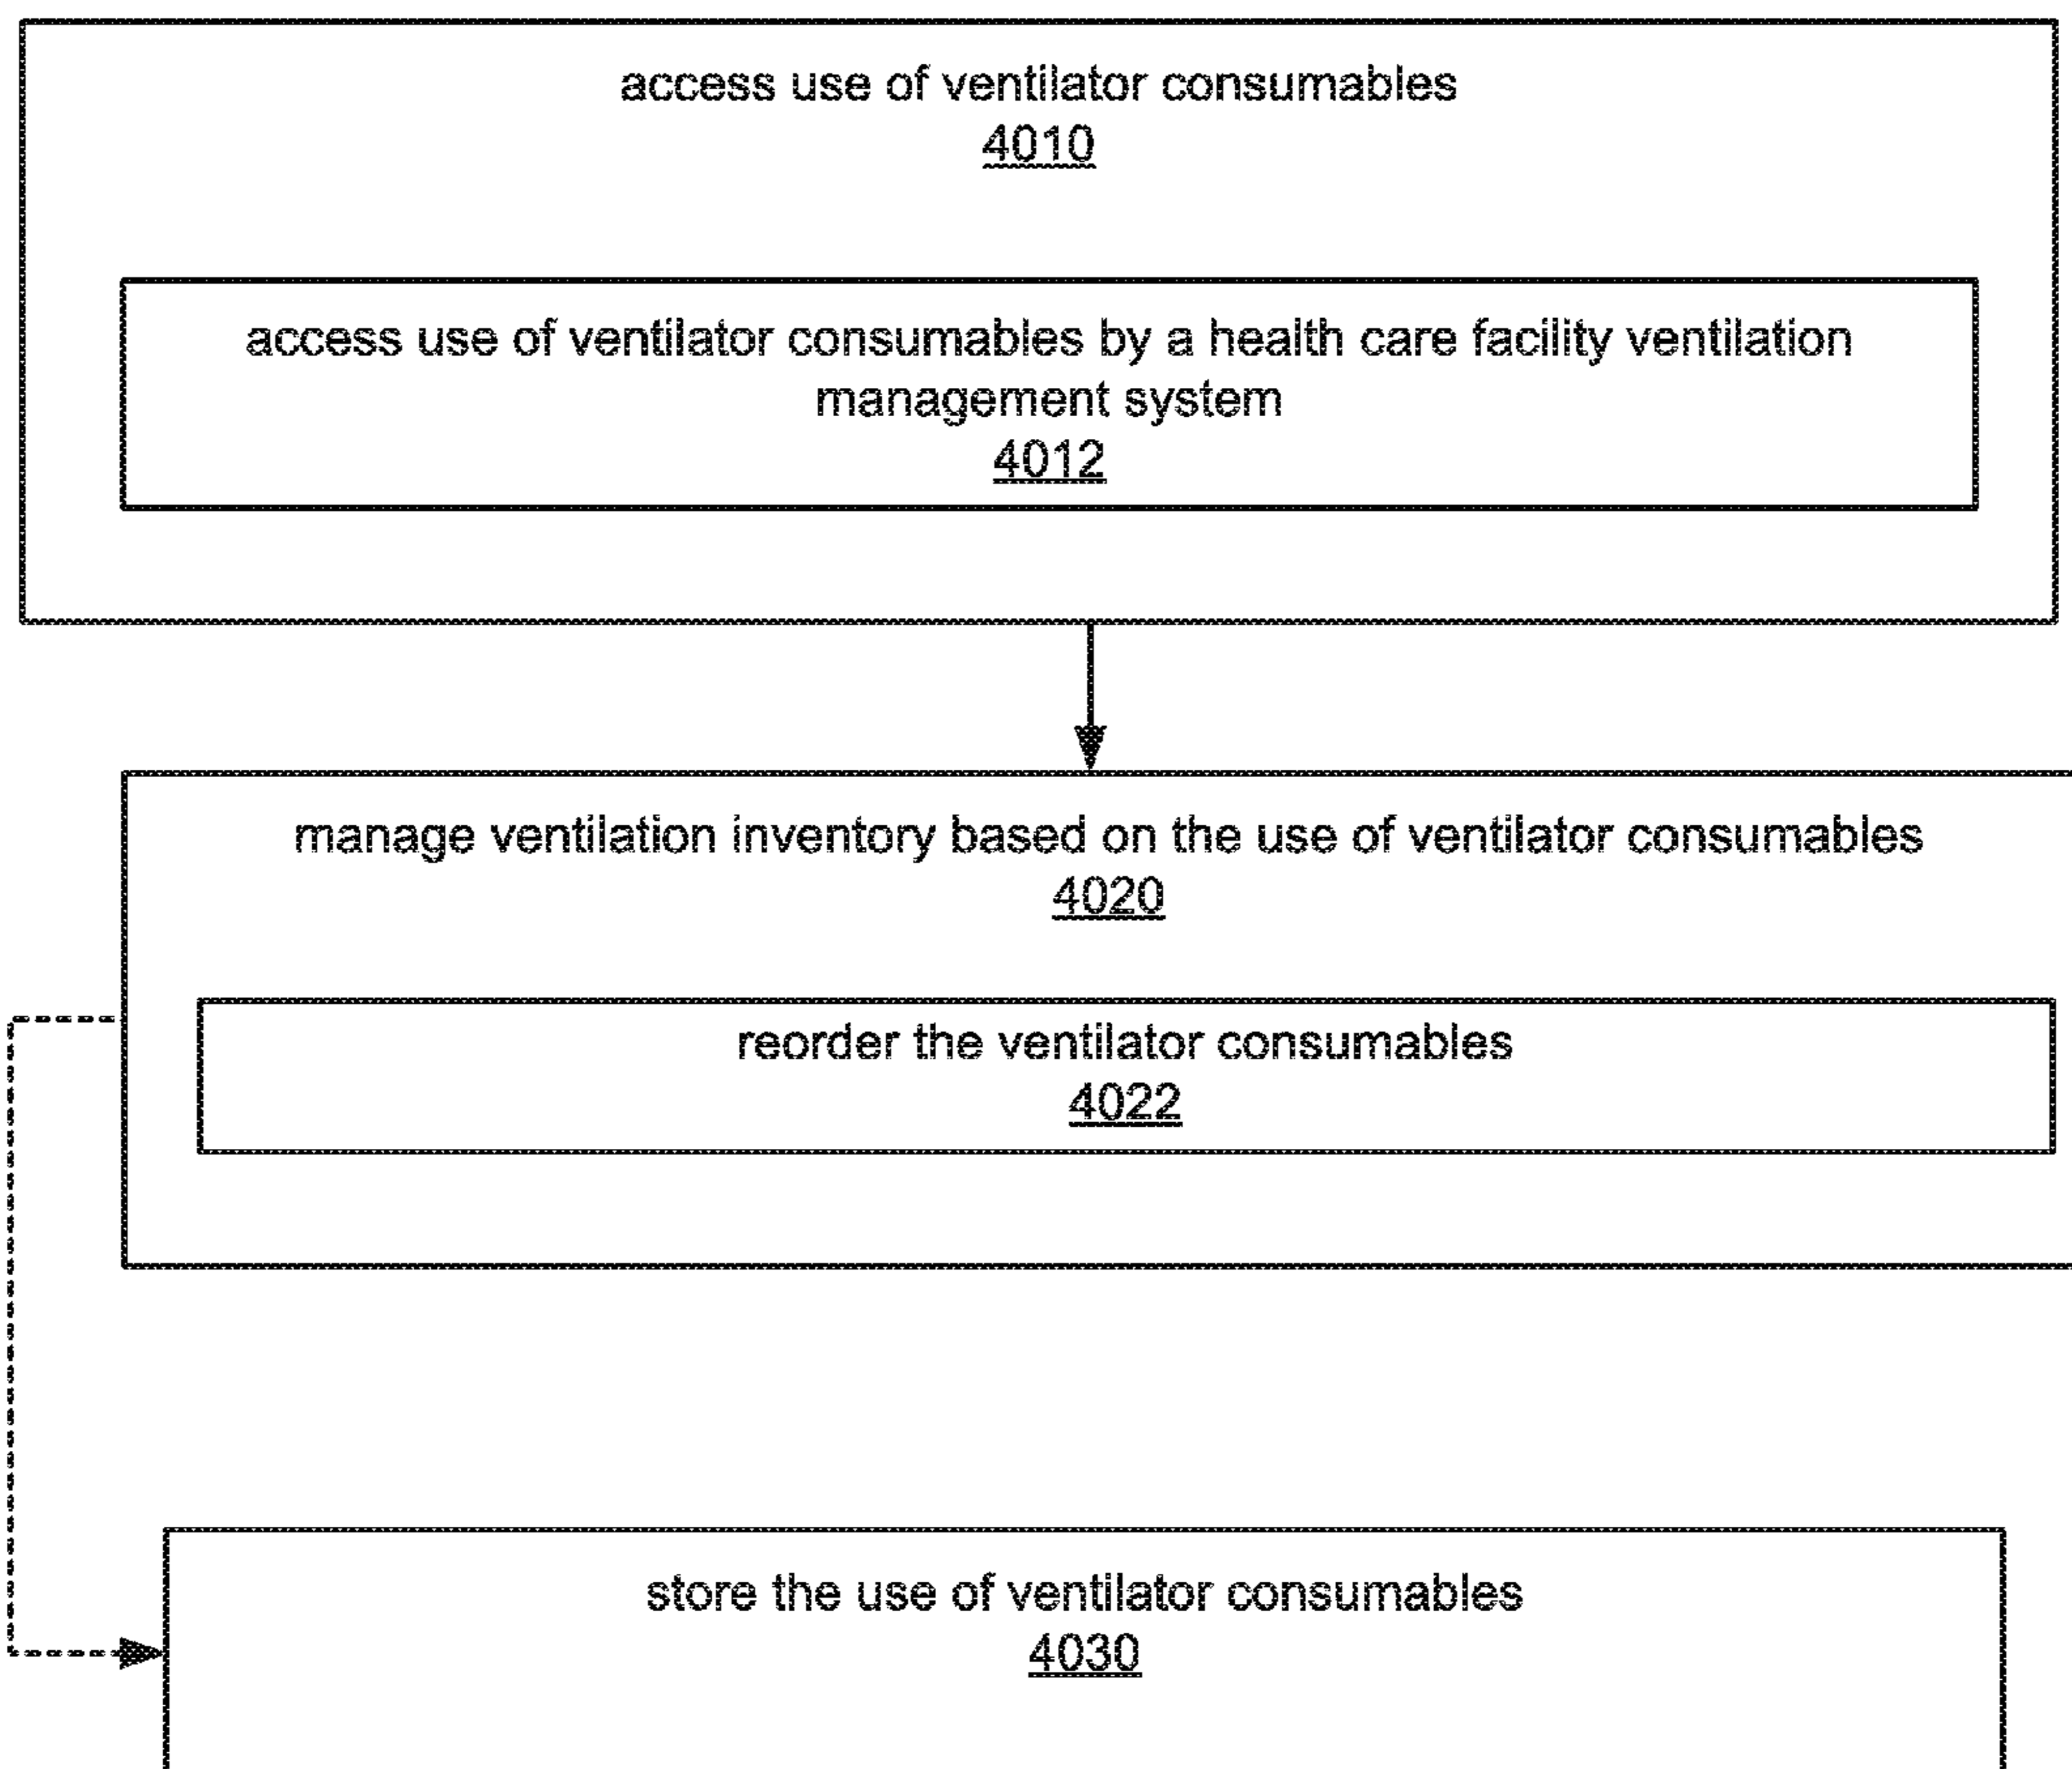 access use of ventilator consumables
4010
access use of ventilator consumables by a health care facility ventilation
management system
4012
manage ventilation inventory based on the use of ventilator consumables
4020
reorder the ventilator consumables
4022
store the use of ventilator consumables
4030